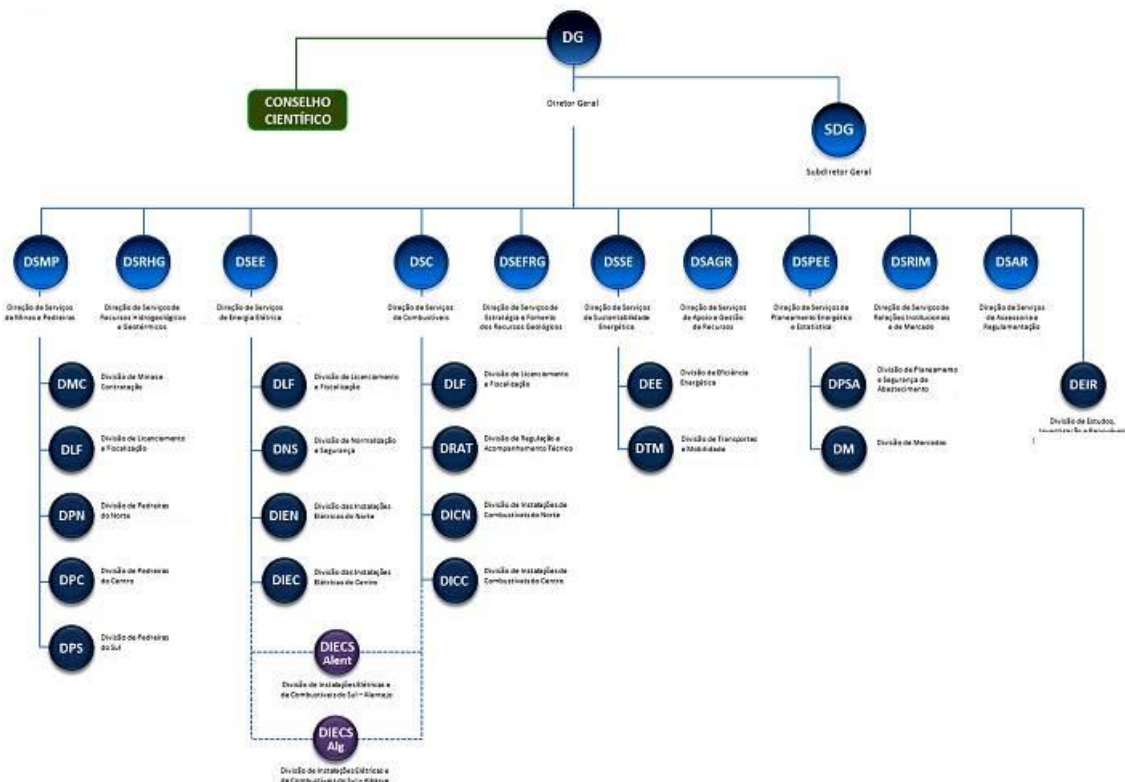 DG
CONSELHO
CIENTÍFICO
Diretor Geral
SDG
Subdiretor Geral
DSMP
DSRHG
DSEE
DSC
DSEFRG
DSSE
DSAGR
DSPEE
DSRIM
DSAR
Direção de Serviços
de Minas e Pedreiras
Direção de Serviços de
Recursos Hidrogeológicos
e Geotérmicos
Direção de Serviços
de Energia Elétrica
Direção de Serviços
de Combustíveis
Direção de Serviços de
Estratégia e Fomento
dos Recursos Geológicos
Direção de Serviços
de Sustentabilidade
Energética
Direção de Serviços
de Apoio e Gestão
de Recursos
Direção de Serviços de
Planeamento Energético
e Estatística
Direção de Serviços de
Relações Institucionais
e de Mercado
Direção de Serviços
de Assessoria e
Regulamentação
DMC
Divisão de Minas e
Contratação
DLF
Divisão de Licenciamento
e Fiscalização
DPN
Divisão de Pedreiras
do Norte
DPC
Divisão de Pedreiras
do Centro
DPS
Divisão de Pedreiras
do Sul
DLF
Divisão de Licenciamento
e Fiscalização
DNS
Divisão de Normalização
e Segurança
DIEN
Divisão das Instalações
Elétricas do Norte
DIEC
Divisão das Instalações
Elétricas do Centro
DLF
Divisão de Licenciamento
e Fiscalização
DRAT
Divisão de Regulação e
Acompanhamento Técnico
DICN
Divisão de Instalações de
Combustíveis do Norte
DICC
Divisão de Instalações de
Combustíveis do Centro
DIECS
Alent
Divisão de Instalações Elétricas e
de Combustíveis do Sul – Alentejo
DIECS
Alg
Divisão de Instalações Elétricas e
de Combustíveis do Sul – Algarve
DEE
Divisão de Eficiência
Energética
DTM
Divisão de Transportes
e Mobilidade
DPSA
Divisão de Planeamento
e Segurança de
Abastecimento
DM
Divisão de Mercados
DEIR
Divisão de Estudos,